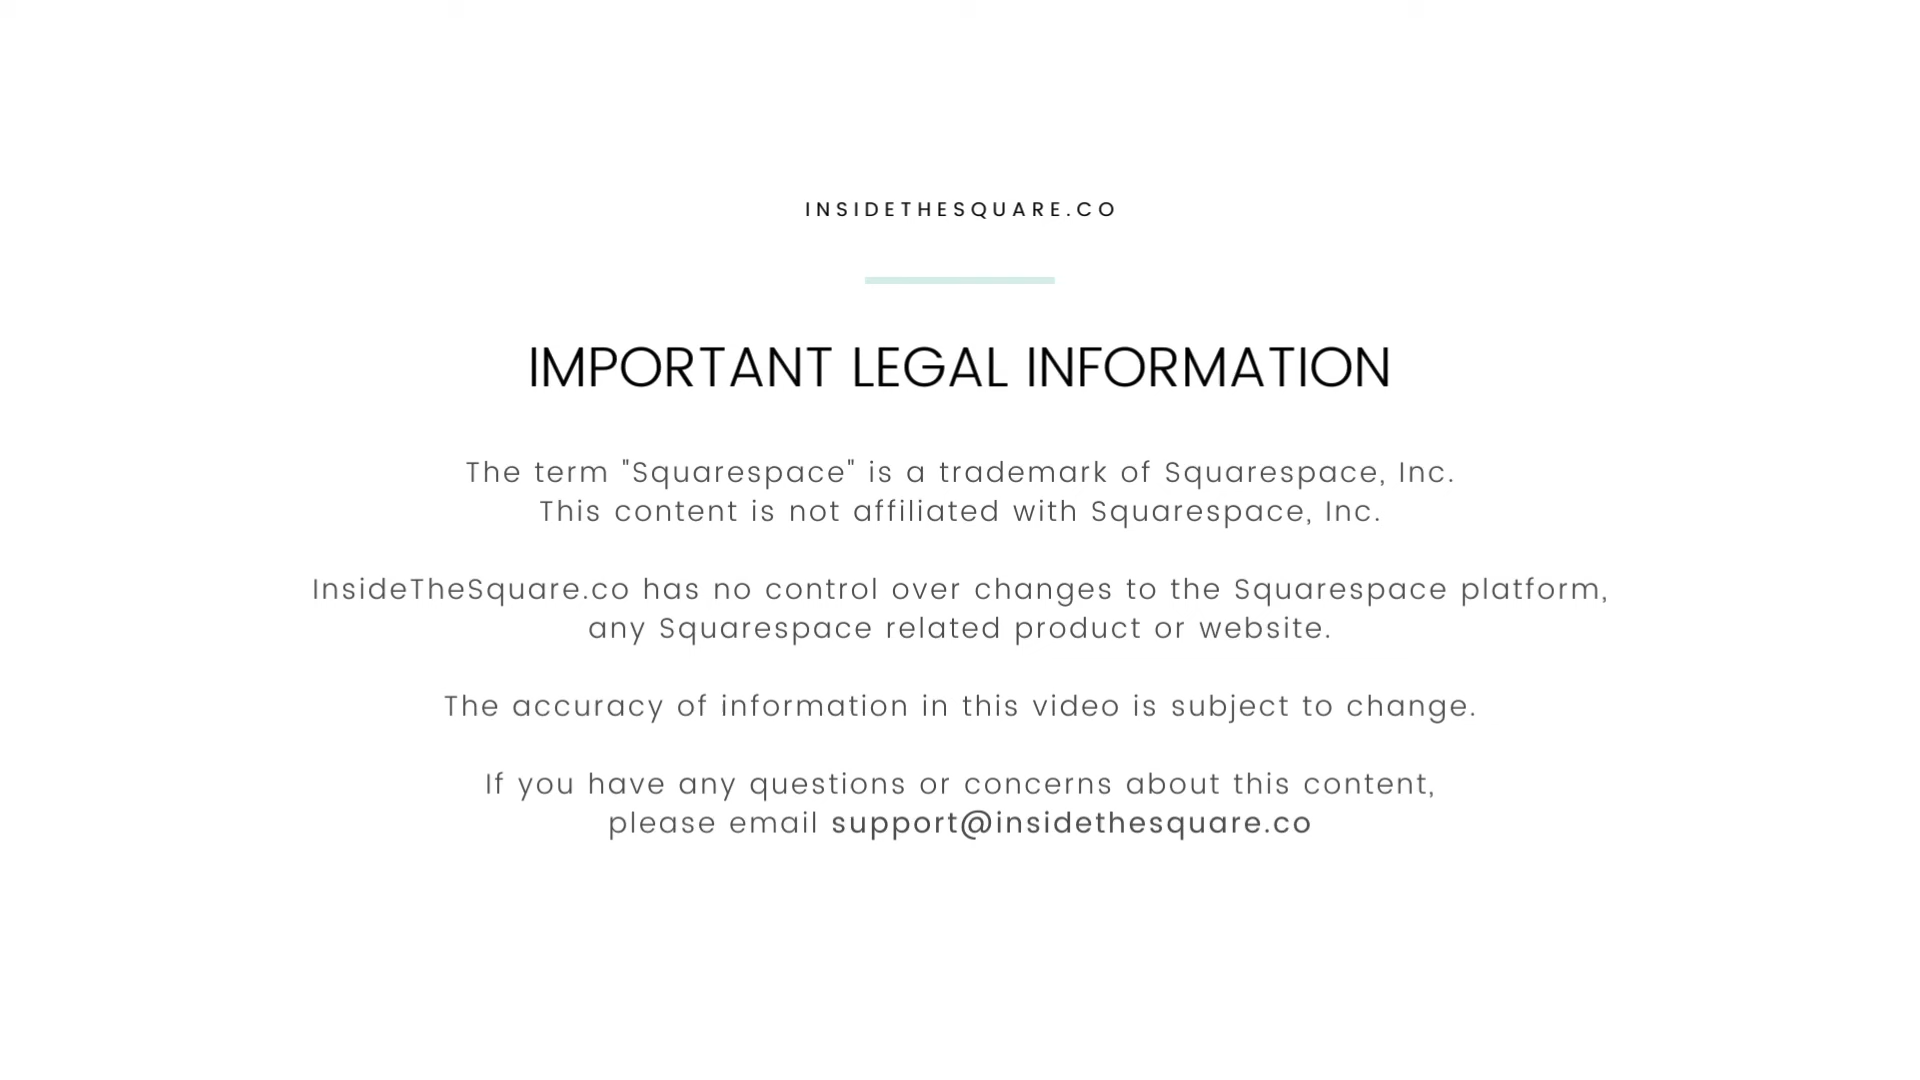 INSIDETHESQUARE.CO
IMPORTANT LEGAL INFORMATION
The term "Squarespace" is a trademark of Squarespace, Inc.
This content is not affiliated with Squarespace, Inc.
InsideTheSquare.co has no control over changes to the Squarespace platform,
any Squarespace related product or website.
The accuracy of information in this video is subject to change.
If you have any questions or concerns about this content,
please email support@insidethesquare.co